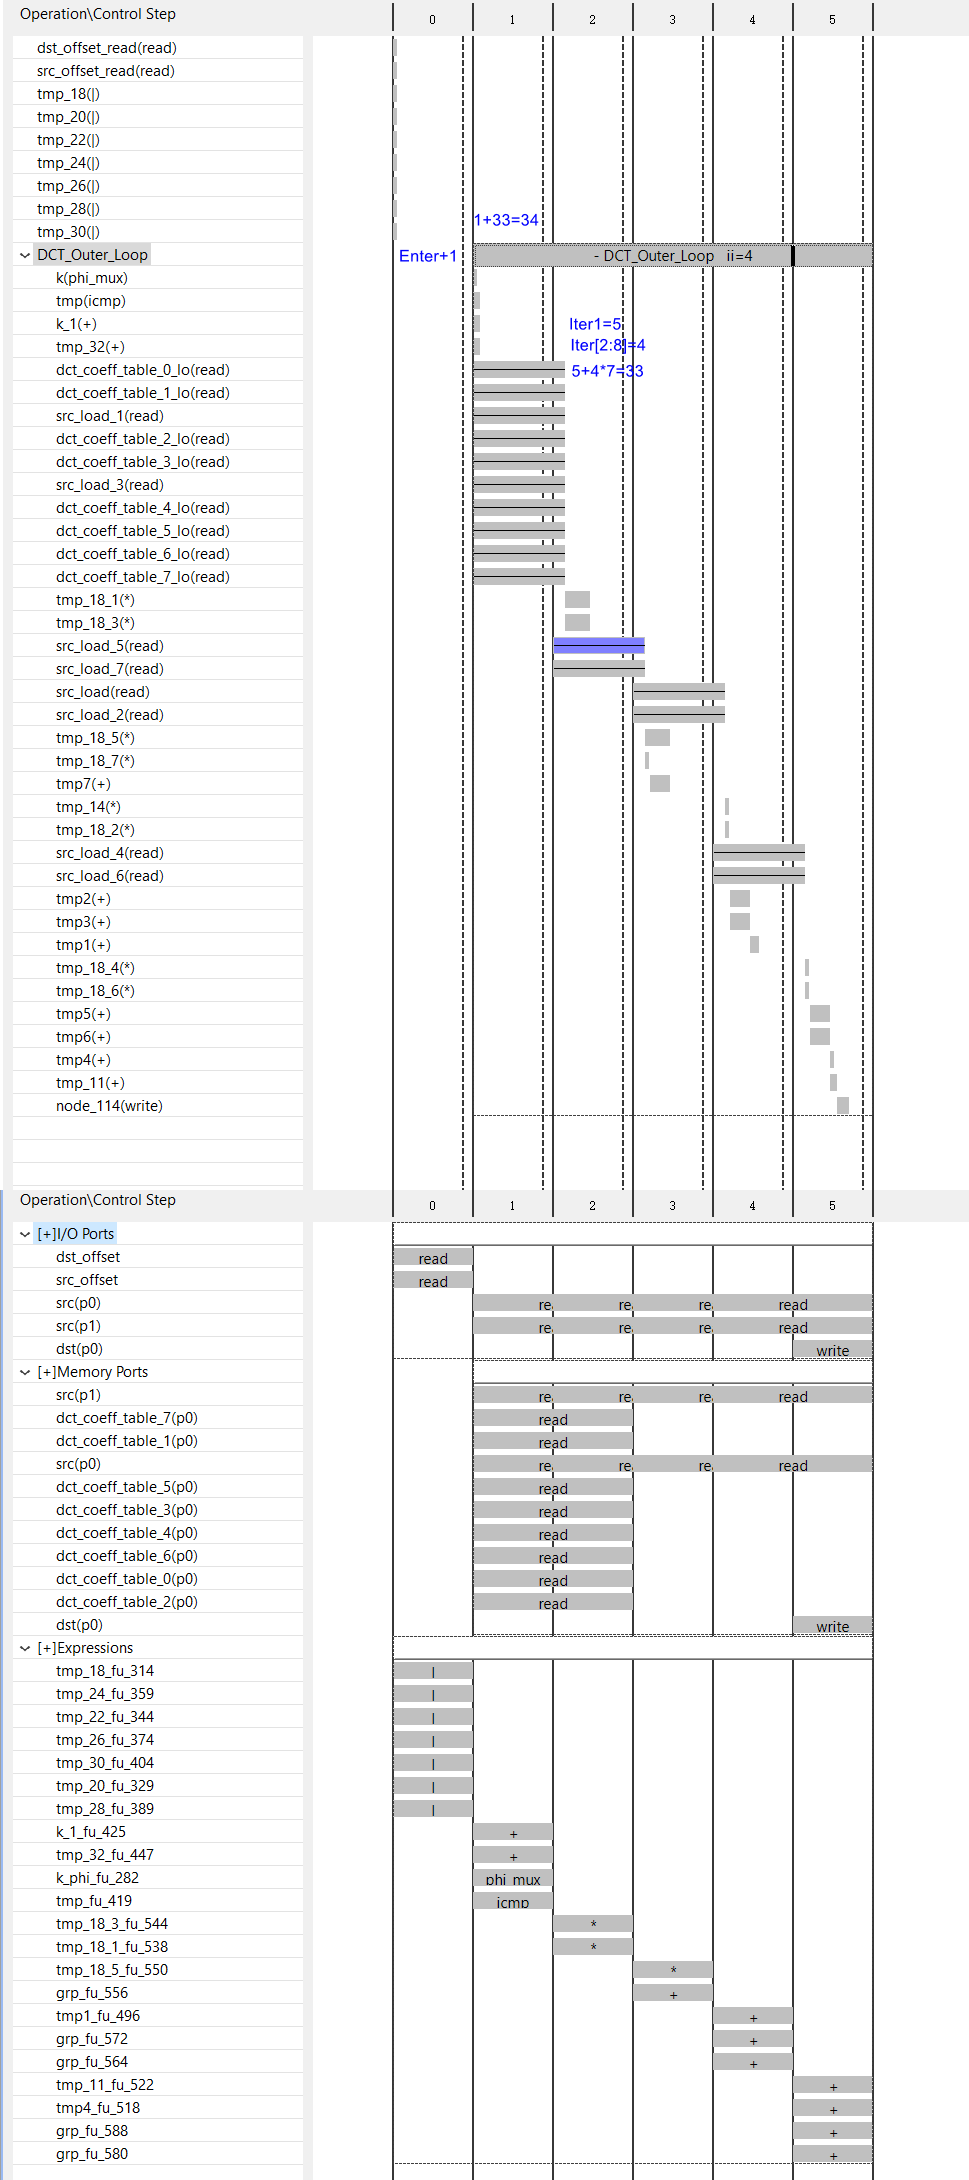 Operation\Control Step 0 1 2 3 4 5
dst_offset_read(read)
src_offset_read(read)
tmp_18(|)
tmp_20(|)
tmp_22(|)
tmp_24(|)
tmp_26(|)
tmp_28(|)
tmp_30(|)
1+33=34
DCT_Outer_Loop Enter+1 - DCT_Outer_Loop ii=4
k(phi_mux)
tmp(icmp)
k_1(+) Iter1=5
tmp_32(+) Iter[2:8]=4
dct_coeff_table_0_lo(read) 5+4*7=33
dct_coeff_table_1_lo(read)
src_load_1(read)
dct_coeff_table_2_lo(read)
dct_coeff_table_3_lo(read)
src_load_3(read)
dct_coeff_table_4_lo(read)
dct_coeff_table_5_lo(read)
dct_coeff_table_6_lo(read)
dct_coeff_table_7_lo(read)
tmp_18_1(*)
tmp_18_3(*)
src_load_5(read)
src_load_7(read)
src_load(read)
src_load_2(read)
tmp_18_5(*)
tmp_18_7(*)
tmp7(+)
tmp_14(*)
tmp_18_2(*)
src_load_4(read)
src_load_6(read)
tmp2(+)
tmp3(+)
tmp1(+)
tmp_18_4(*)
tmp_18_6(*)
tmp5(+)
tmp6(+)
tmp4(+)
tmp_11(+)
node_114(write)
Operation\Control Step 0 1 2 3 4 5
[+]I/O Ports
dst_offset read
src_offset read
src(p0) re re re read
src(p1) re re re read
dst(p0) write
[+]Memory Ports
src(p1) re re re read
dct_coeff_table_7(p0) read
dct_coeff_table_1(p0) read
src(p0) re re re read
dct_coeff_table_5(p0) read
dct_coeff_table_3(p0) read
dct_coeff_table_4(p0) read
dct_coeff_table_6(p0) read
dct_coeff_table_0(p0) read
dct_coeff_table_2(p0) read
dst(p0) write
[+]Expressions
tmp_18_fu_314 |
tmp_24_fu_359 |
tmp_22_fu_344 |
tmp_26_fu_374 |
tmp_30_fu_404 |
tmp_20_fu_329 |
tmp_28_fu_389 |
k_1_fu_425 +
tmp_32_fu_447 +
k_phi_fu_282 phi_mux
tmp_fu_419 icmp
tmp_18_3_fu_544 *
tmp_18_1_fu_538 *
tmp_18_5_fu_550 *
grp_fu_556 +
tmp1_fu_496 +
grp_fu_572 +
grp_fu_564 +
tmp_11_fu_522 +
tmp4_fu_518 +
grp_fu_588 +
grp_fu_580 +